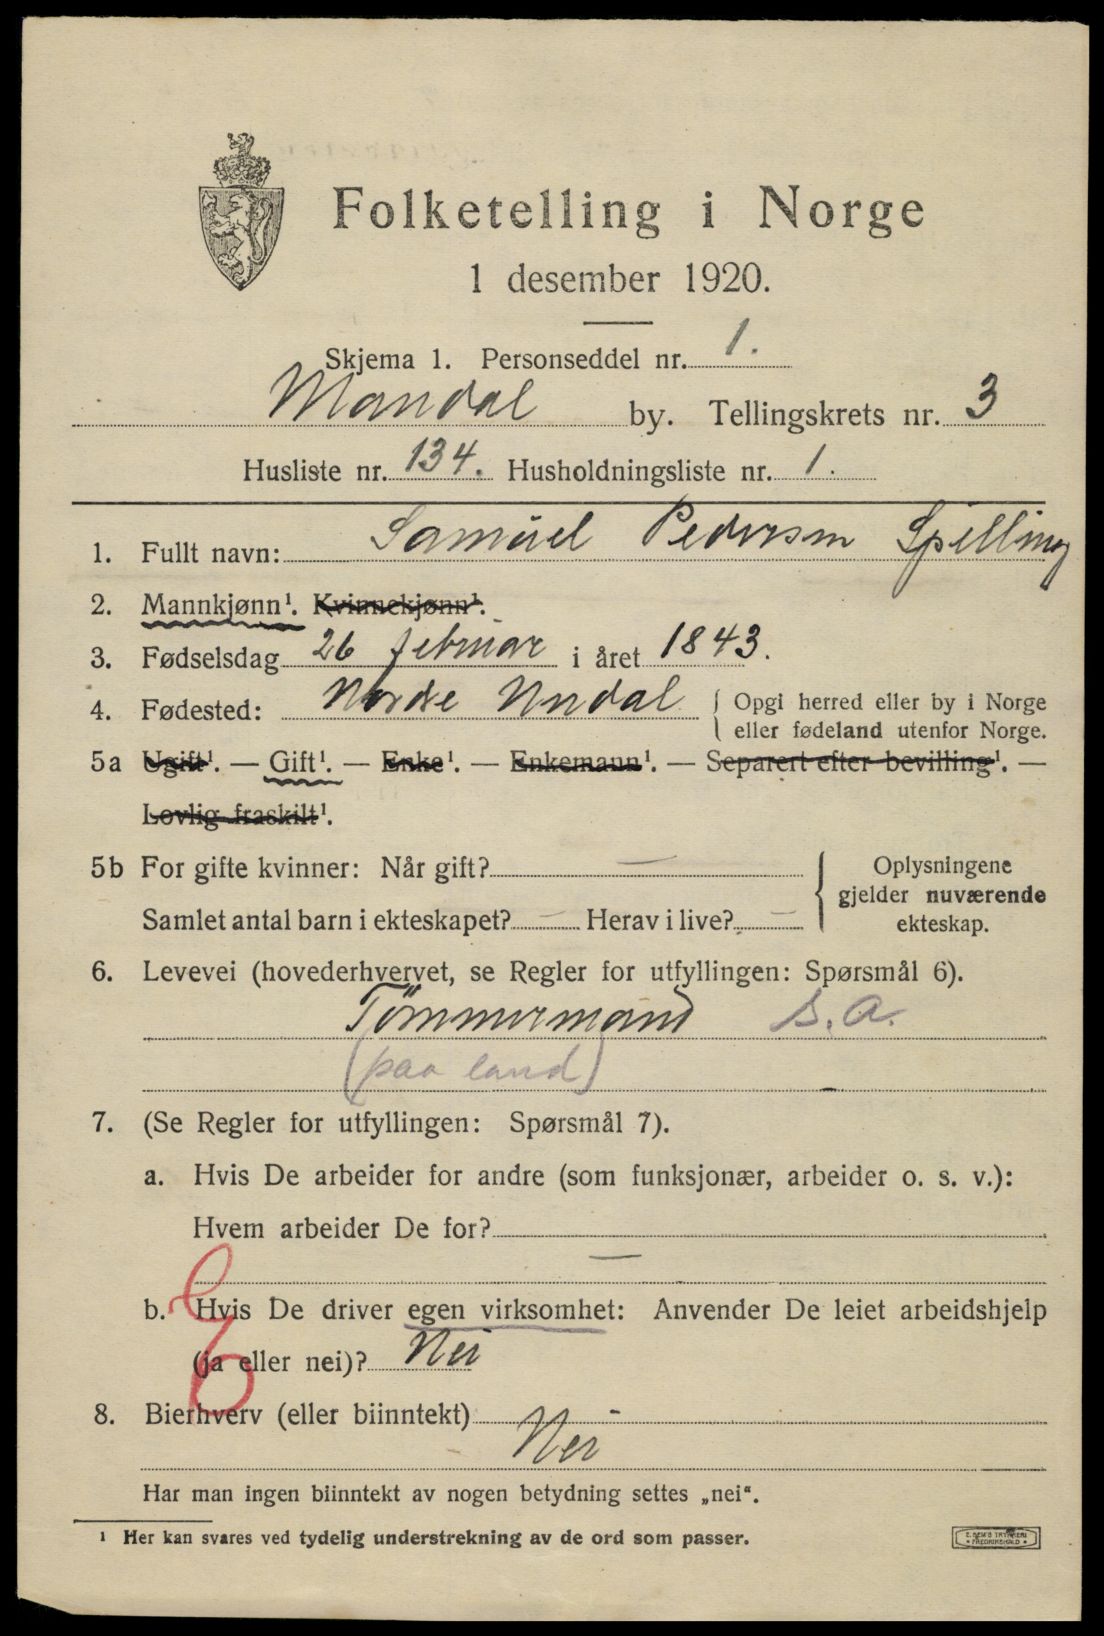 Folketelling i Norge
1 desember 1920.
Skjema 1. Personseddel nr. 1.
Mandal by. Tellingskrets nr. 3
Husliste nr. 134. Husholdningsliste nr. 1.
1. Fullt navn: Samuel Pedersen Spilling
2. Mannkjønn¹. Kvinnekjønn¹.
3. Fødselsdag 26 februar i året 1843.
4. Fødested: Nordre Undal { Opgi herred eller by i Norge
eller fødeland utenfor Norge.
5a Ugift¹. — Gift¹. — Enke¹. — Enkemann¹. — Separert efter bevilling¹. —
Lovlig fraskilt¹.
5b For gifte kvinner: Når gift? —
Samlet antal barn i ekteskapet? — Herav i live? —
{ Oplysningene
gjelder nuværende
ekteskap.
6. Levevei (hovederhvervet, se Regler for utfyllingen: Spørsmål 6).
Tømmermand s.a.
(paa land)
7. (Se Regler for utfyllingen: Spørsmål 7).
a. Hvis De arbeider for andre (som funksjonær, arbeider o. s. v.):
Hvem arbeider De for?
—
b. Hvis De driver egen virksomhet: Anvender De leiet arbeidshjelp
(ja eller nei)? Nei
8. Bierhverv (eller biinntekt) -
Nei
Har man ingen biinntekt av nogen betydning settes „nei“.
¹ Her kan svares ved tydelig understrekning av de ord som passer.
E. SEM'S TRYKKERI
* FREDRIKSHALD *